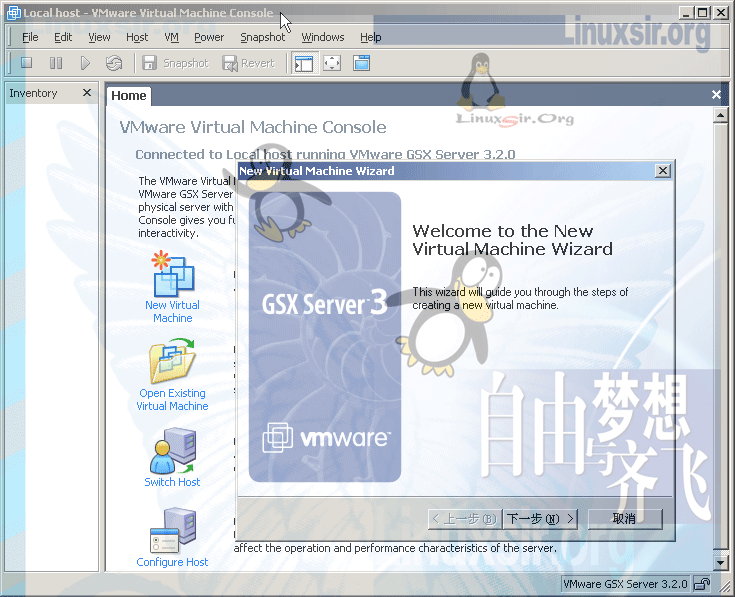 Local host - VMware Virtual Machine Console
File Edit View Host VM Power Snapshot Windows Help
Linuxsir.org
Snapshot Revert
Inventory
Home
LinuxSir.Org
VMware Virtual Machine Console
Connected to Local host running VMware GSX Server 3.2.0
The VMware Virtual
VMware GSX Server
physical server with
Console gives you fu
interactivity.
New Virtual
Machine
Open Existing
Virtual Machine
Switch Host
Configure Host
New Virtual Machine Wizard
GSX Server 3
vmware
Welcome to the New
Virtual Machine Wizard
This wizard will guide you through the steps of
creating a new virtual machine.
自由与梦想
齐飞
< 上一步(B) 下一步(N) > 取消
Linuxsir.org
affect the operation and performance characteristics of the server.
VMware GSX Server 3.2.0